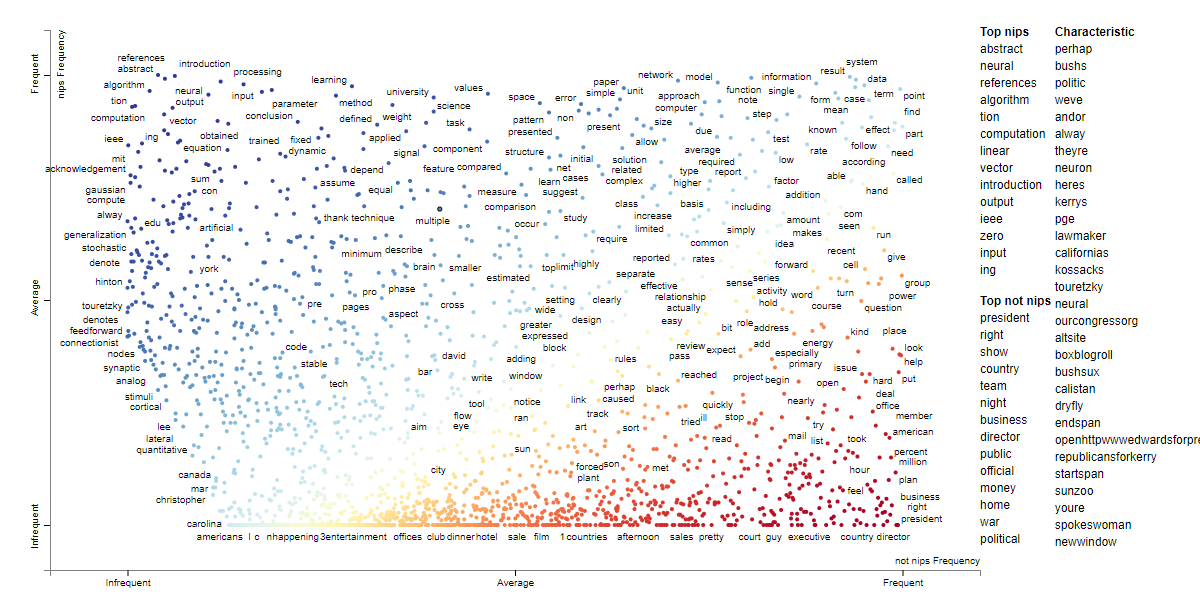 nips Frequency
Frequent
Average
Infrequent
references
abstract
introduction
processing
algorithm
neural
output
input
learning
tion
computation
vector
parameter
conclusion
method
defined
weight
university
values
science
task
space
error
paper
simple
unit
network
model
approach
computer
function
note
single
information
result
system
data
term
point
form
case
mean
find
pattern
non
presented
present
size
step
ieee
ing
obtained
equation
trained
fixed
dynamic
applied
signal
component
structure
initial
allow
due
average
test
known
effect
part
follow
need
rate
according
mit
acknowledgement
sum
con
depend
assume
equal
feature
compared
net
cases
learn
suggest
solution
related
complex
type
higher
required
report
low
factor
able
called
hand
addition
gaussian
compute
alway
edu
artificial
thank
technique
multiple
measure
comparison
occur
study
class
increase
limited
basis
including
simply
amount
makes
com
seen
run
generalization
stochastic
denote
york
minimum
describe
brain
smaller
require
toplimit
highly
reported
common
rates
idea
recent
forward
cell
give
hinton
pro
phase
estimated
separate
effective
sense
series
activity
word
turn
group
power
touretzky
pre
pages
aspect
cross
setting
wide
clearly
relationship
actually
hold
course
question
denotes
feedforward
connectionist
greater
expressed
design
easy
bit
role
address
kind
place
nodes
code
david
block
review
expect
add
energy
especially
look
synaptic
stable
bar
adding
rules
pass
primary
issue
help
analog
tech
write
window
reached
project
begin
open
hard
put
stimuli
cortical
tool
notice
link
perhap
caused
black
quickly
nearly
deal
office
flow
eye
aim
ran
track
tried
ill
stop
member
lee
lateral
quantitative
art
sort
read
try
mail
list
took
american
sun
percent
million
canada
city
forced
son
plant
met
hour
plan
mar
christopher
feel
business
right
carolina
president
americans
l
c
nhappening
3entertainment
offices
club
dinner
hotel
sale
film
1
countries
afternoon
sales
pretty
court
guy
executive
country
director
not nips Frequency
Infrequent
Average
Frequent
Top nips
abstract
neural
references
algorithm
tion
computation
linear
vector
introduction
output
ieee
zero
input
ing
Top not nips
president
right
show
country
team
night
business
director
public
official
money
home
war
political
Characteristic
perhap
bushs
politic
weve
andor
alway
theyre
neuron
heres
kerrys
pge
lawmaker
californias
kossacks
touretzky
neural
ourcongressorg
altsite
boxblogroll
bushsux
calistan
dryfly
endspan
openhttpwwwedwardsforpre
republicansforkerry
startspan
sunzoo
youre
spokeswoman
newwindow